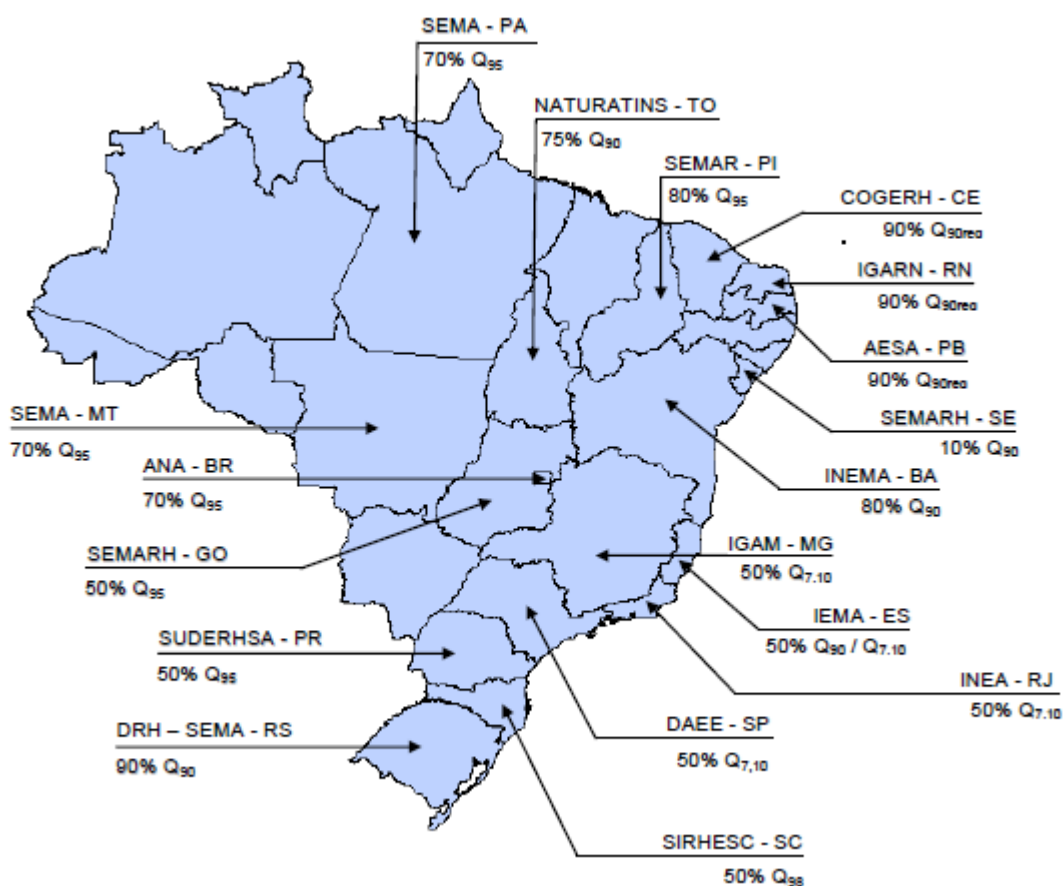 SEMA - PA
70% Q95
NATURATINS - TO
75% Q90
SEMAR - PI
80% Q95
COGERH - CE
90% Q90reg
IGARN - RN
90% Q90reg
AESA - PB
90% Q90reg
SEMARH - SE
10% Q90
SEMA - MT
70% Q95
ANA - BR
70% Q95
INEMA - BA
80% Q90
SEMARH - GO
50% Q95
IGAM - MG
50% Q7.10
IEMA - ES
50% Q90 / Q7.10
SUDERHSA - PR
50% Q95
INEA - RJ
50% Q7.10
DRH – SEMA - RS
90% Q90
DAEE - SP
50% Q7,10
SIRHESC - SC
50% Q98